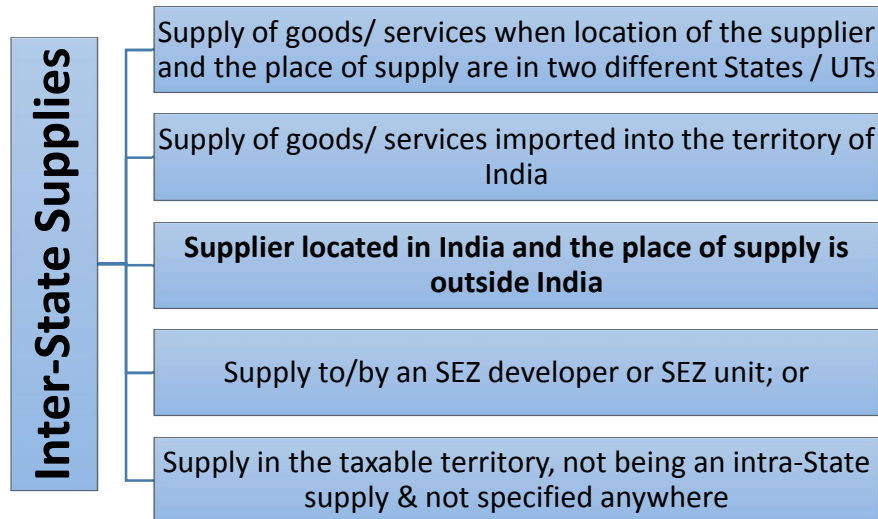 Inter-State Supplies
Supply of goods/ services when location of the supplier
and the place of supply are in two different States / UTs
Supply of goods/ services imported into the territory of
India
Supplier located in India and the place of supply is
outside India
Supply to/by an SEZ developer or SEZ unit; or
Supply in the taxable territory, not being an intra-State
supply & not specified anywhere